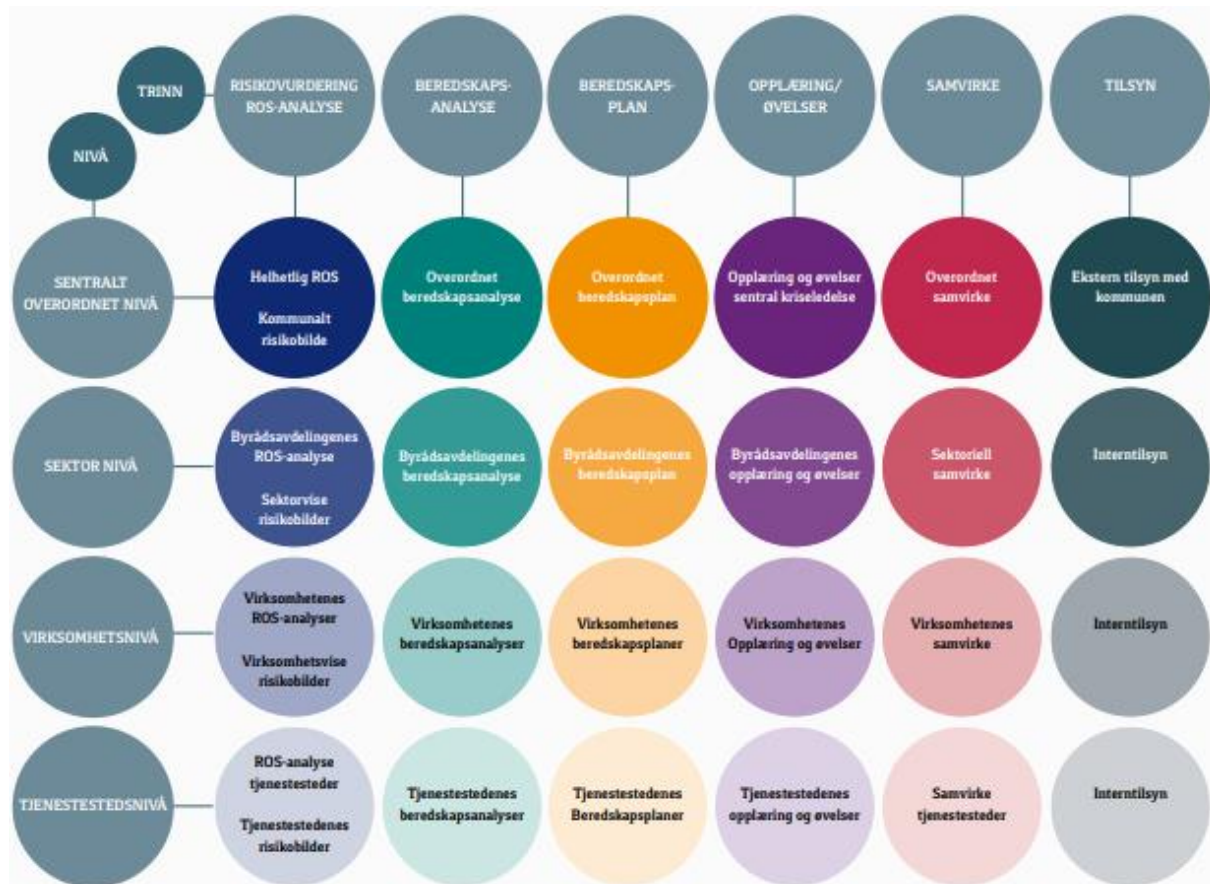 TRINN
RISIKOVURDERING
ROS-ANALYSE
BEREDSKAPS-
ANALYSE
BEREDSKAPS-
PLAN
OPPLÆRING/
ØVELSER
SAMVIRKE
TILSYN
NIVÅ
SENTRALT
OVERORDNET NIVÅ
Helhetlig ROS
Kommunalt
risikobilde
Overordnet
beredskapsanalyse
Overordnet
beredskapsplan
Opplæring og øvelser
sentral kriseledelse
Overordnet
samvirke
Ekstern tilsyn med
kommunen
SEKTOR NIVÅ
Byrådsavdelingenes
ROS-analyse
Sektorvise
risikobilder
Byrådsavdelingenes
beredskapsanalyse
Byrådsavdelingenes
beredskapsplan
Byrådsavdelingenes
opplæring og øvelser
Sektoriell
samvirke
Interntilsyn
VIRKSOMHETSNIVÅ
Virksomhetenes
ROS-analyser
Virksomhetsvise
risikobilder
Virksomhetenes
beredskapsanalyser
Virksomhetenes
beredskapsplaner
Virksomhetenes
Opplæring og øvelser
Virksomhetenes
samvirke
Interntilsyn
TJENESTESTEDSNIVÅ
ROS-analyse
tjenestesteder
Tjenestestedenes
risikobilder
Tjenestestedenes
beredskapsanalyser
Tjenestestedenes
Beredskapsplaner
Tjenestestedenes
opplæring og øvelser
Samvirke
tjenestesteder
Interntilsyn